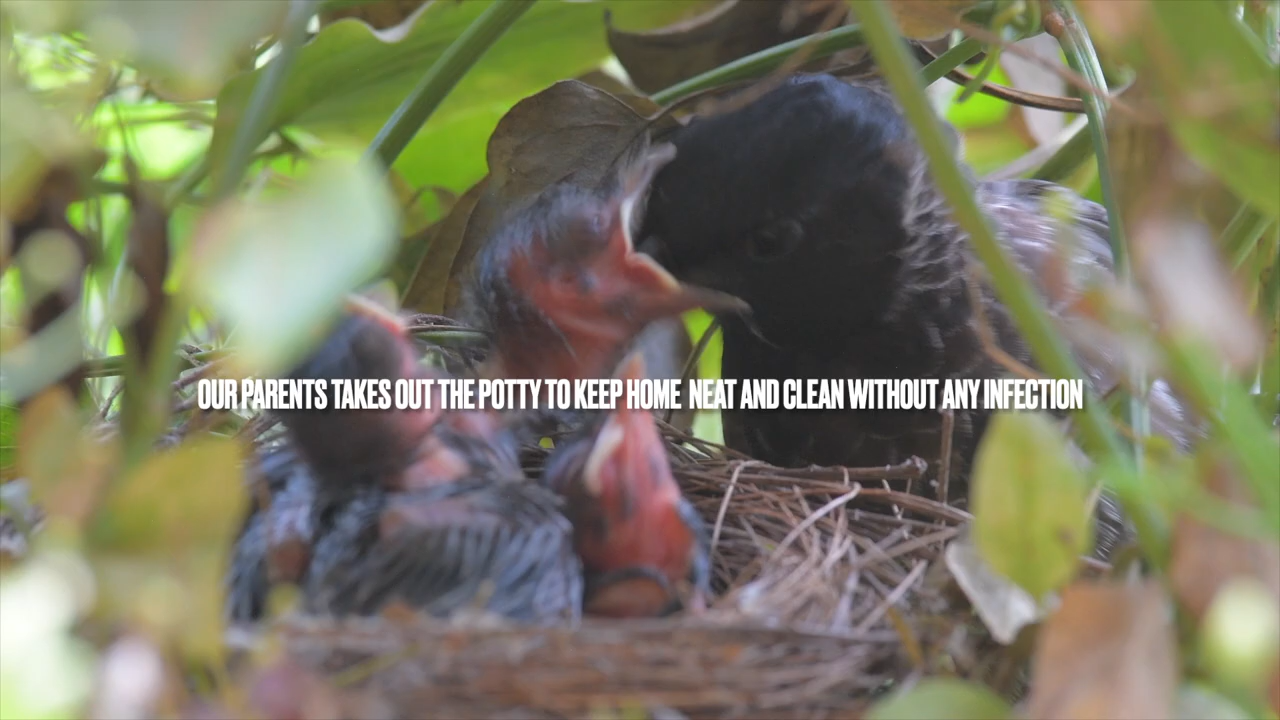 OUR PARENTS TAKES OUT THE POTTY TO KEEP HOME NEAT AND CLEAN WITHOUT ANY INFECTION